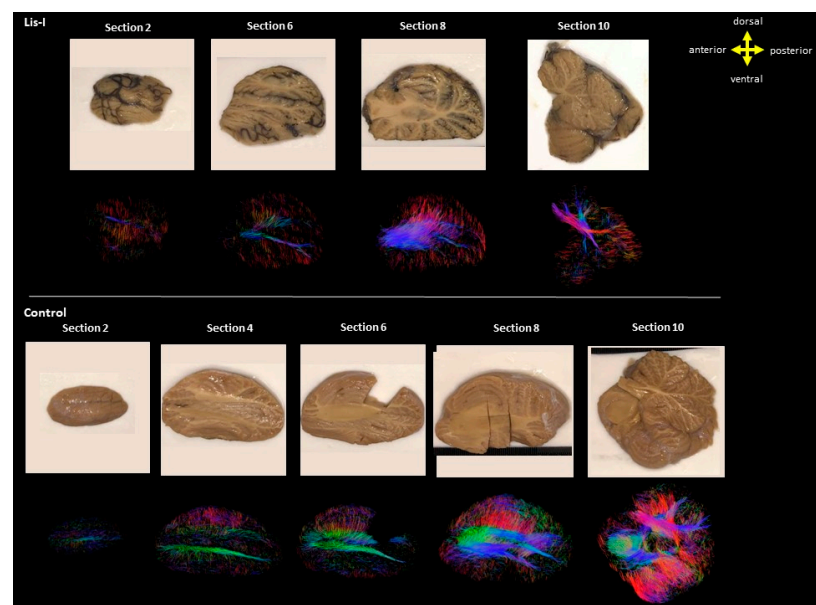 Lis-I
Section 2
Section 6
Section 8
Section 10
dorsal
anterior
posterior
ventral
Control
Section 2
Section 4
Section 6
Section 8
Section 10